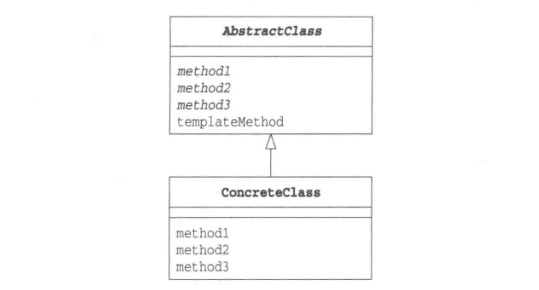 AbstractClass
method1
method2
method3
templateMethod
ConcreteClass
method1
method2
method3